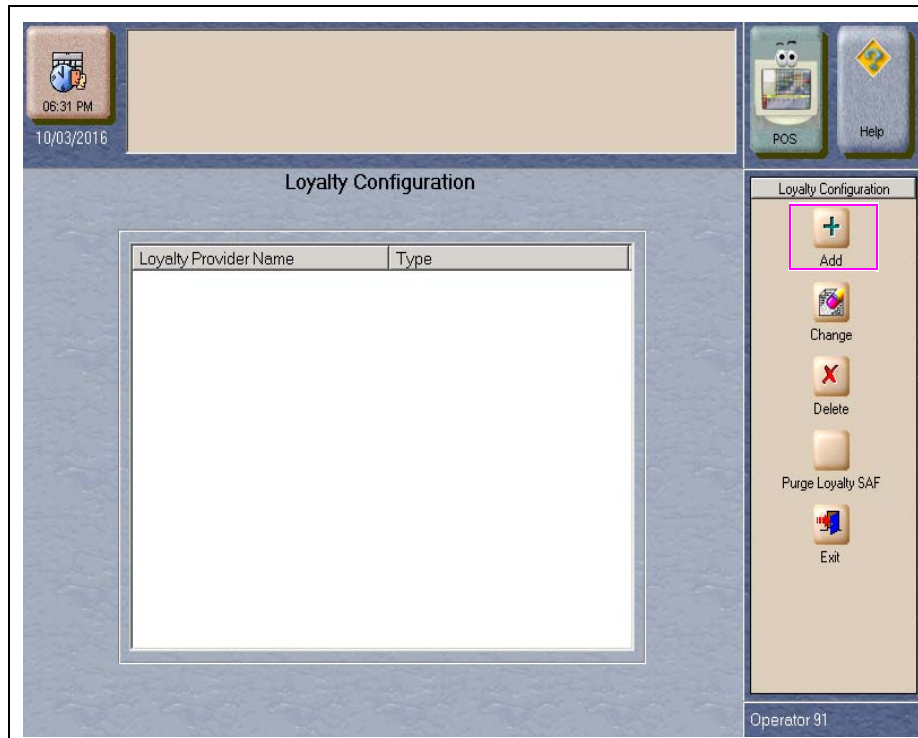 06:31 PM
10/03/2016
POS
Help
Loyalty Configuration
Loyalty Provider Name
Type
Loyalty Configuration
Add
Change
Delete
Purge Loyalty SAF
Exit
Operator 91